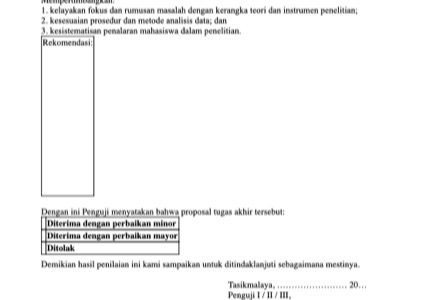 Mempertimbangkan:
1. kelayakan fokus dan rumusan masalah dengan kerangka teori dan instrumen penelitian;
2. kesesuaian prosedur dan metode analisis data; dan
3. kesistematisan penalaran mahasiswa dalam penelitian.
Rekomendasi:
Dengan ini Penguji menyatakan bahwa proposal tugas akhir tersebut:
Diterima dengan perbaikan minor
Diterima dengan perbaikan mayor
Ditolak
Demikian hasil penilaian ini kami sampaikan untuk ditindaklanjuti sebagaimana mestinya.
Tasikmalaya, ........................ 20...
Penguji I / II / III,